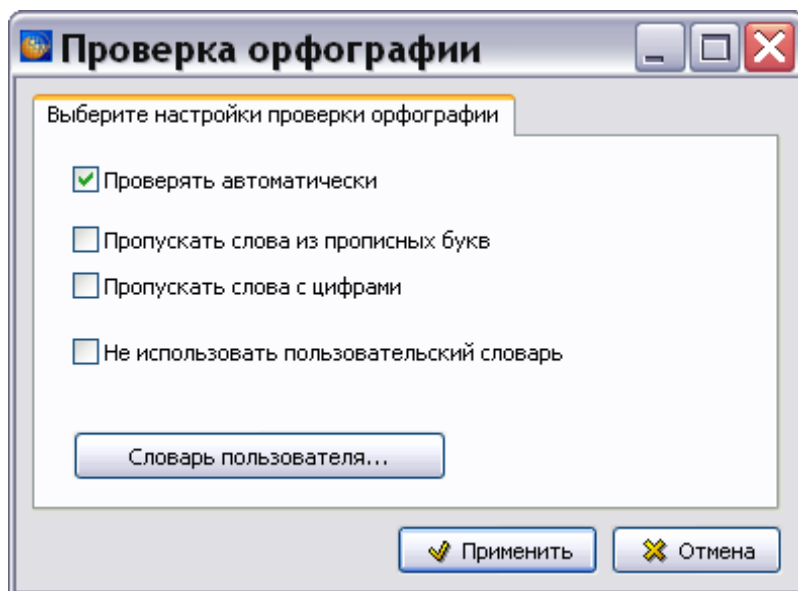 Проверка орфографии
Выберите настройки проверки орфографии
Проверять автоматически
Пропускать слова из прописных букв
Пропускать слова с цифрами
Не использовать пользовательский словарь
Словарь пользователя...
Применить
Отмена